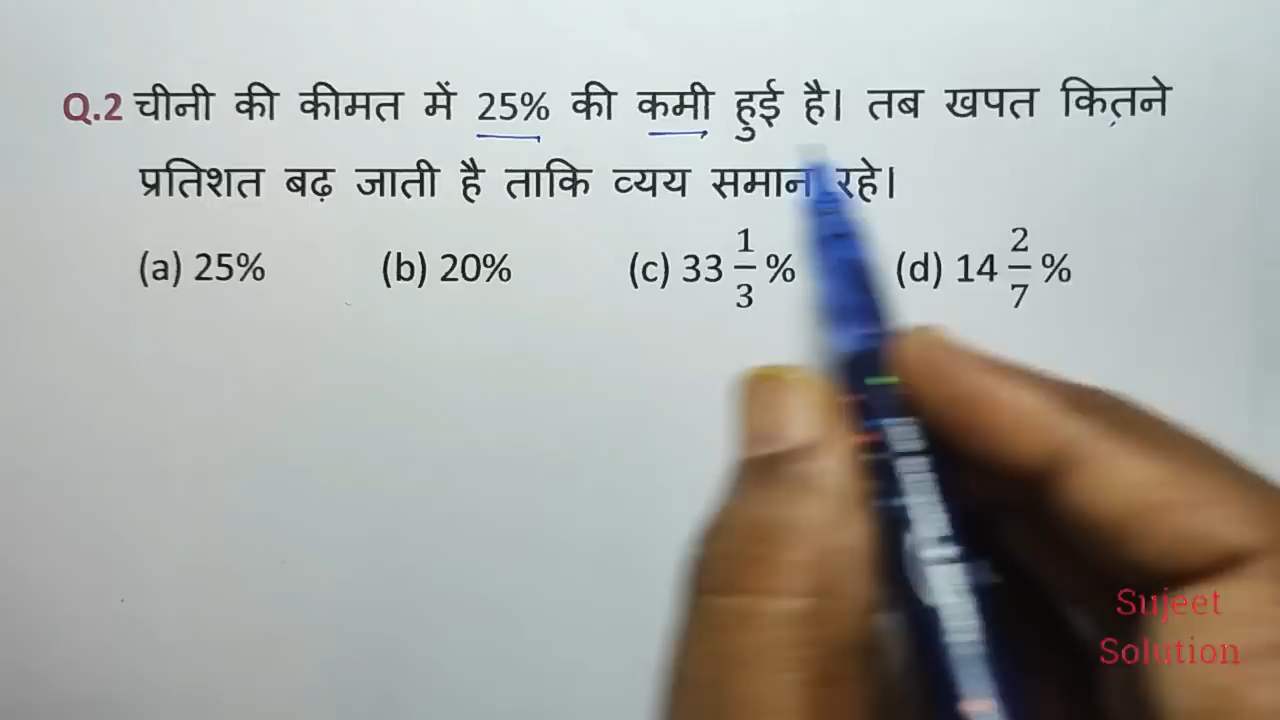 Q.2 चीनी की कीमत में 25% की कमी हुई है। तब खपत कितने
प्रतिशत बढ़ जाती है ताकि व्यय समान रहे।
(a) 25% (b) 20% (c) 33 1/3 % (d) 14 2/7 %
Sujeet
Solution